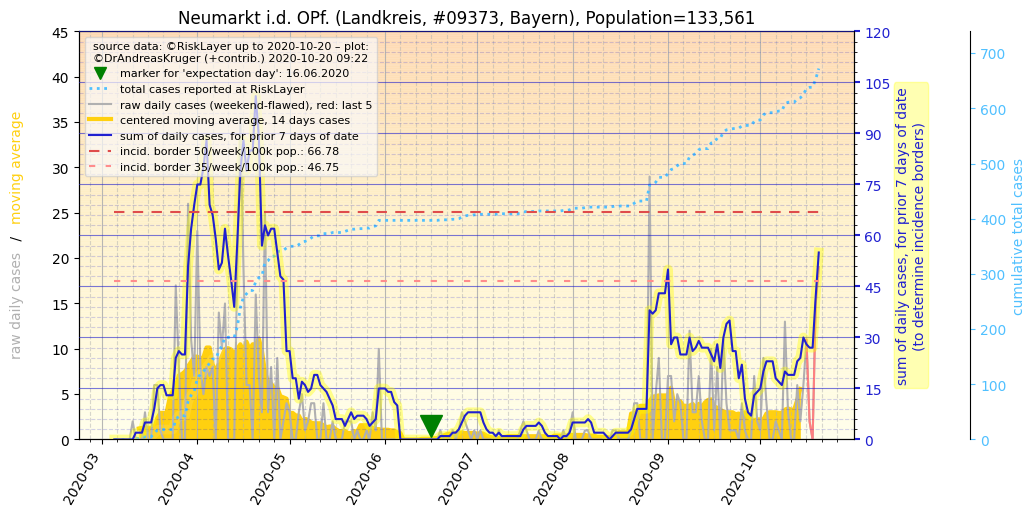 Neumarkt i.d. OPf. (Landkreis, #09373, Bayern), Population=133,561
source data: ©RiskLayer up to 2020-10-20 – plot:
©DrAndreasKruger (+contrib.) 2020-10-20 09:22
marker for 'expectation day': 16.06.2020
total cases reported at RiskLayer
raw daily cases (weekend-flawed), red: last 5
centered moving average, 14 days cases
sum of daily cases, for prior 7 days of date
incid. border 50/week/100k pop.: 66.78
incid. border 35/week/100k pop.: 46.75
raw daily cases / moving average
45
40
35
30
25
20
15
10
5
0
2020-03
2020-04
2020-05
2020-06
2020-07
2020-08
2020-09
2020-10
120
105
90
75
60
45
30
15
0
sum of daily cases, for prior 7 days of date
(to determine incidence borders)
700
600
500
400
300
200
100
0
cumulative total cases